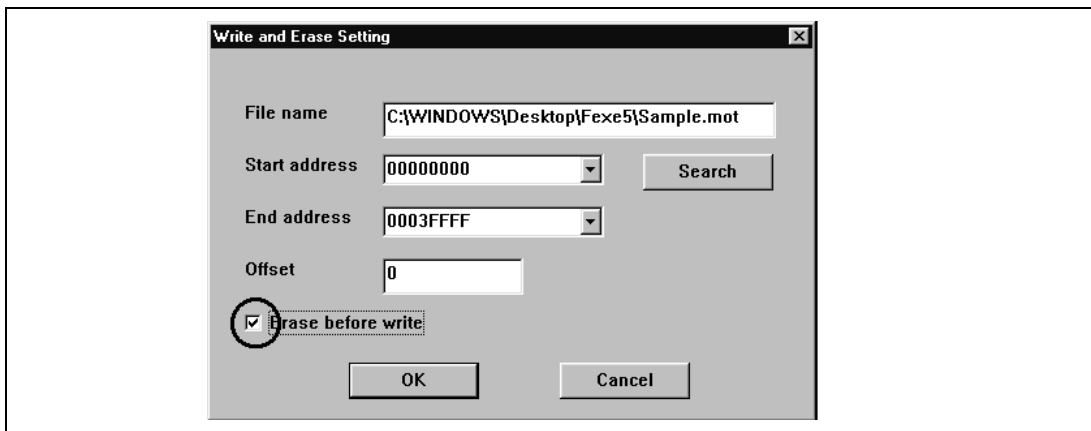 Write and Erase Setting
File name C:\WINDOWS\Desktop\Fexe5\Sample.mot
Start address 00000000 Search
End address 0003FFFF
Offset 0
Erase before write
OK Cancel